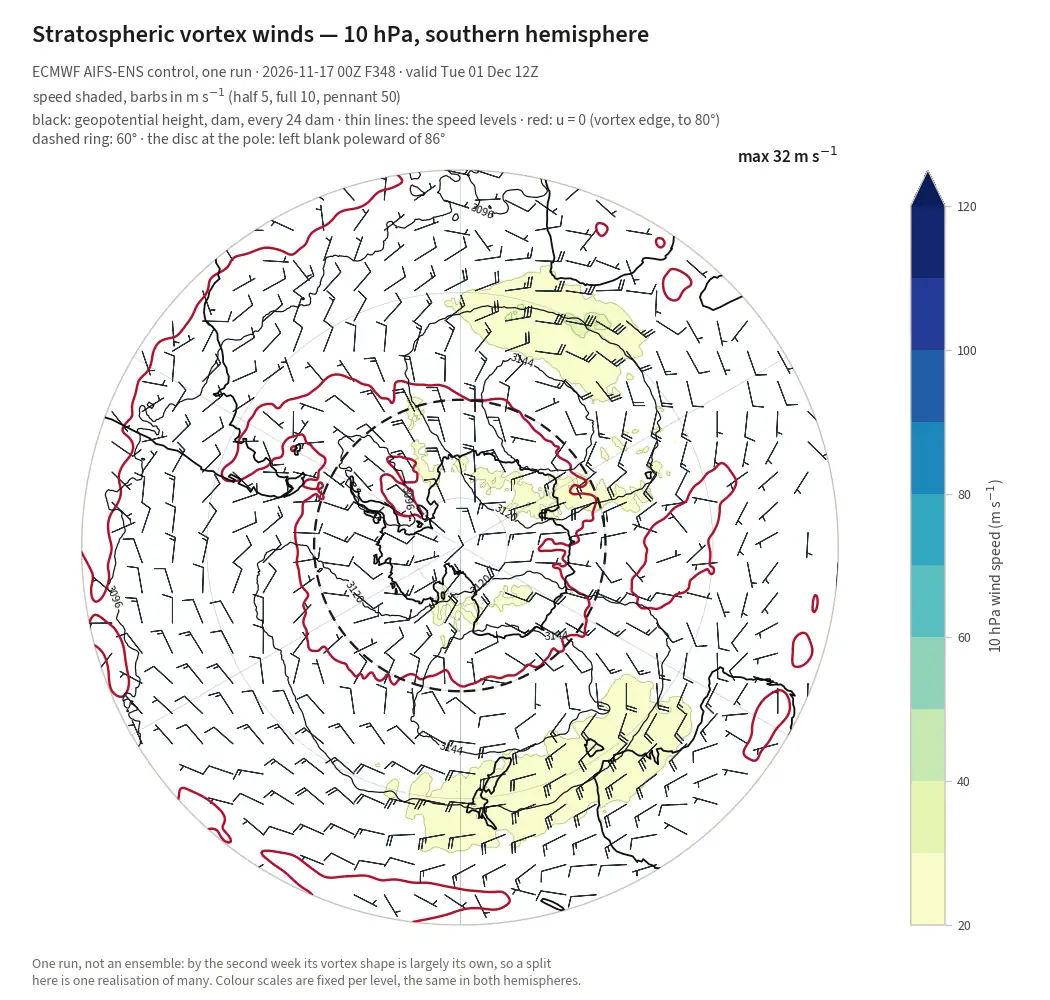 Stratospheric vortex winds — 10 hPa, southern hemisphere
ECMWF AIFS-ENS control, one run · 2026-11-17 00Z F348 · valid Tue 01 Dec 12Z
speed shaded, barbs in m s⁻¹ (half 5, full 10, pennant 50)
black: geopotential height, dam, every 24 dam · thin lines: the speed levels · red: u = 0 (vortex edge, to 80°)
dashed ring: 60° · the disc at the pole: left blank poleward of 86°
max 32 m s⁻¹
120
100
80
60
40
20
10 hPa wind speed (m s⁻¹)
3096
3144
3096
3120
3120
3120
3096
3144
3144
One run, not an ensemble: by the second week its vortex shape is largely its own, so a split
here is one realisation of many. Colour scales are fixed per level, the same in both hemispheres.